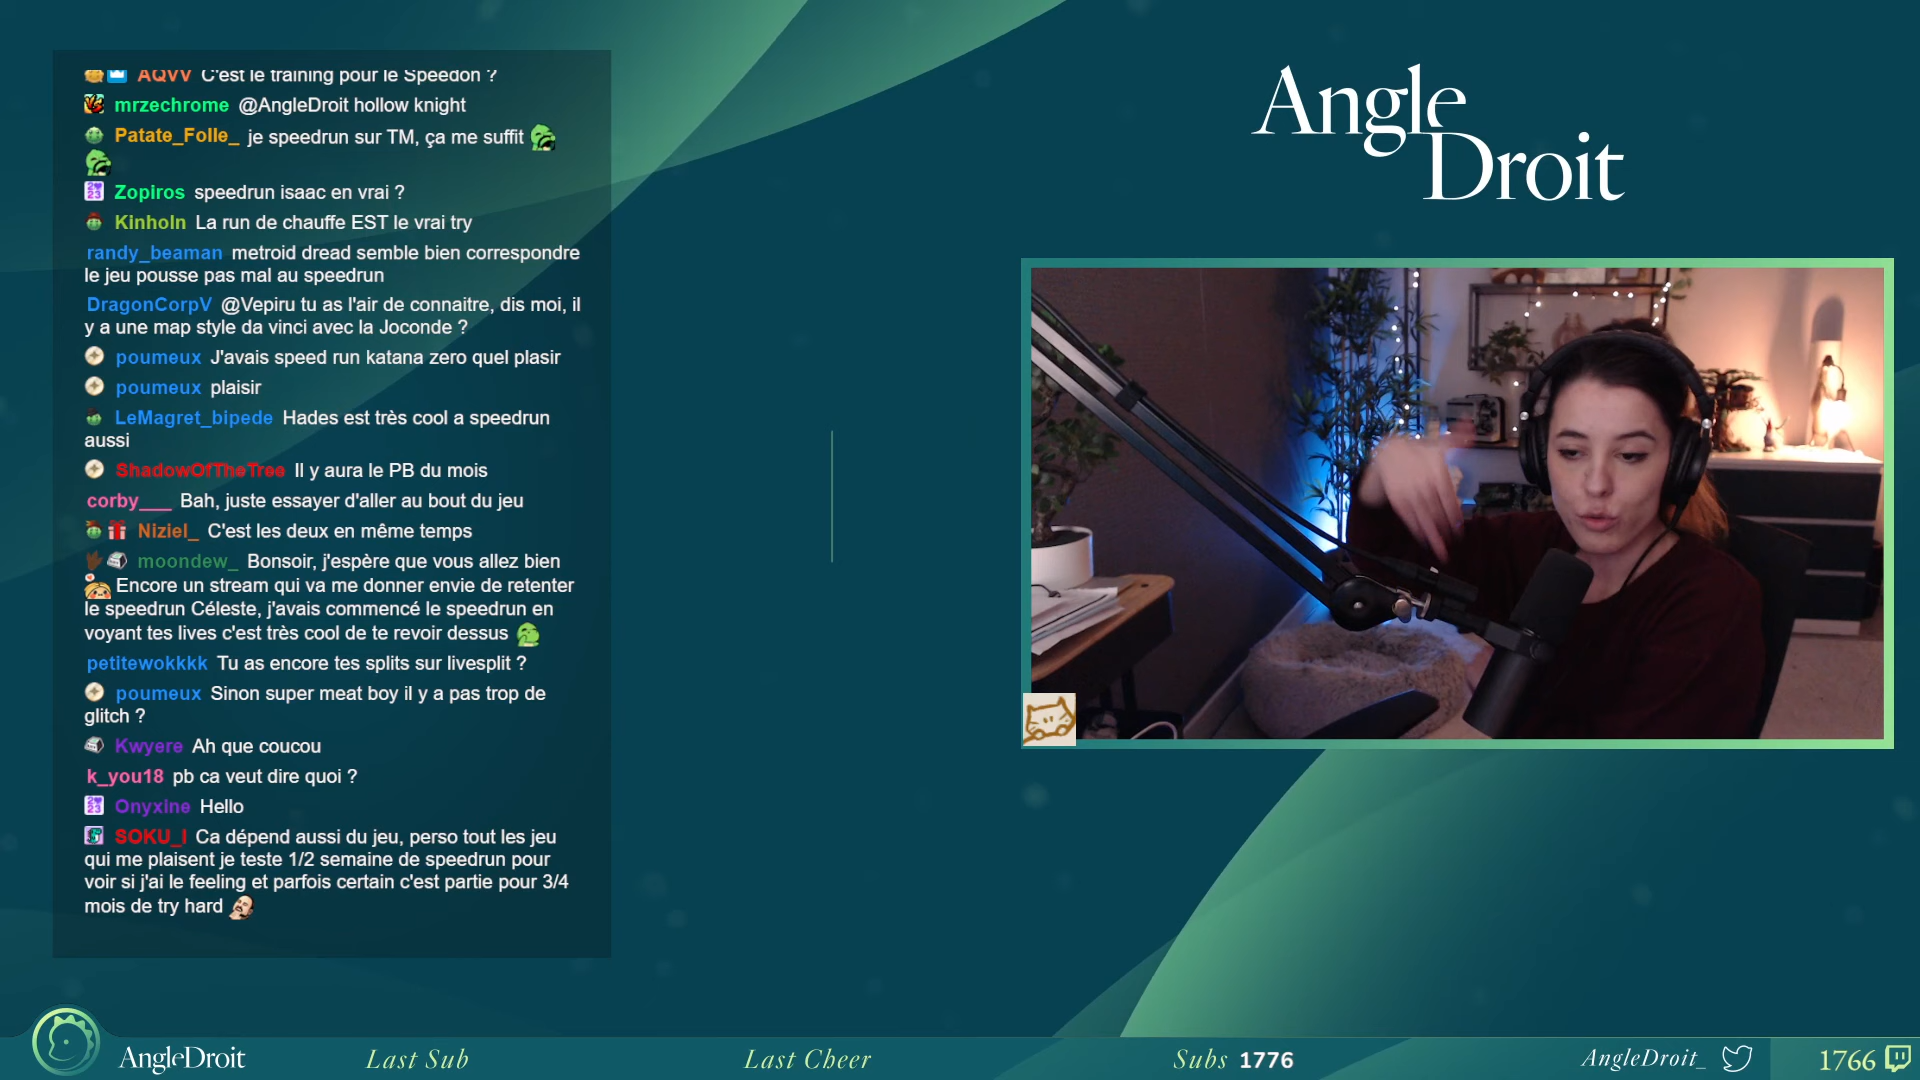 AQVV C'est le training pour le Speedon ?
mrzechrome @AngleDroit hollow knight
Patate_Folle_ je speedrun sur TM, ça me suffit
Zopiros speedrun isaac en vrai ?
Kinholn La run de chauffe EST le vrai try
randy_beaman metroid dread semble bien correspondre
le jeu pousse pas mal au speedrun
DragonCorpV @Vepiru tu as l'air de connaitre, dis moi, il
y a une map style da vinci avec la Joconde ?
poumeux J'avais speed run katana zero quel plasir
poumeux plaisir
LeMagret_bipede Hades est très cool a speedrun
aussi
ShadowOfTheTree Il y aura le PB du mois
corby___ Bah, juste essayer d'aller au bout du jeu
Niziel_ C'est les deux en même temps
moondew_ Bonsoir, j'espère que vous allez bien
Encore un stream qui va me donner envie de retenter
le speedrun Céleste, j'avais commencé le speedrun en
voyant tes lives c'est très cool de te revoir dessus
petitewokkkk Tu as encore tes splits sur livesplit ?
poumeux Sinon super meat boy il y a pas trop de
glitch ?
Kwyere Ah que coucou
k_you18 pb ca veut dire quoi ?
Onyxine Hello
SOKU_I Ca dépend aussi du jeu, perso tout les jeu
qui me plaisent je teste 1/2 semaine de speedrun pour
voir si j'ai le feeling et parfois certain c'est partie pour 3/4
mois de try hard
Angle
Droit
AngleDroit
Last Sub
Last Cheer
Subs 1776
AngleDroit_
1766